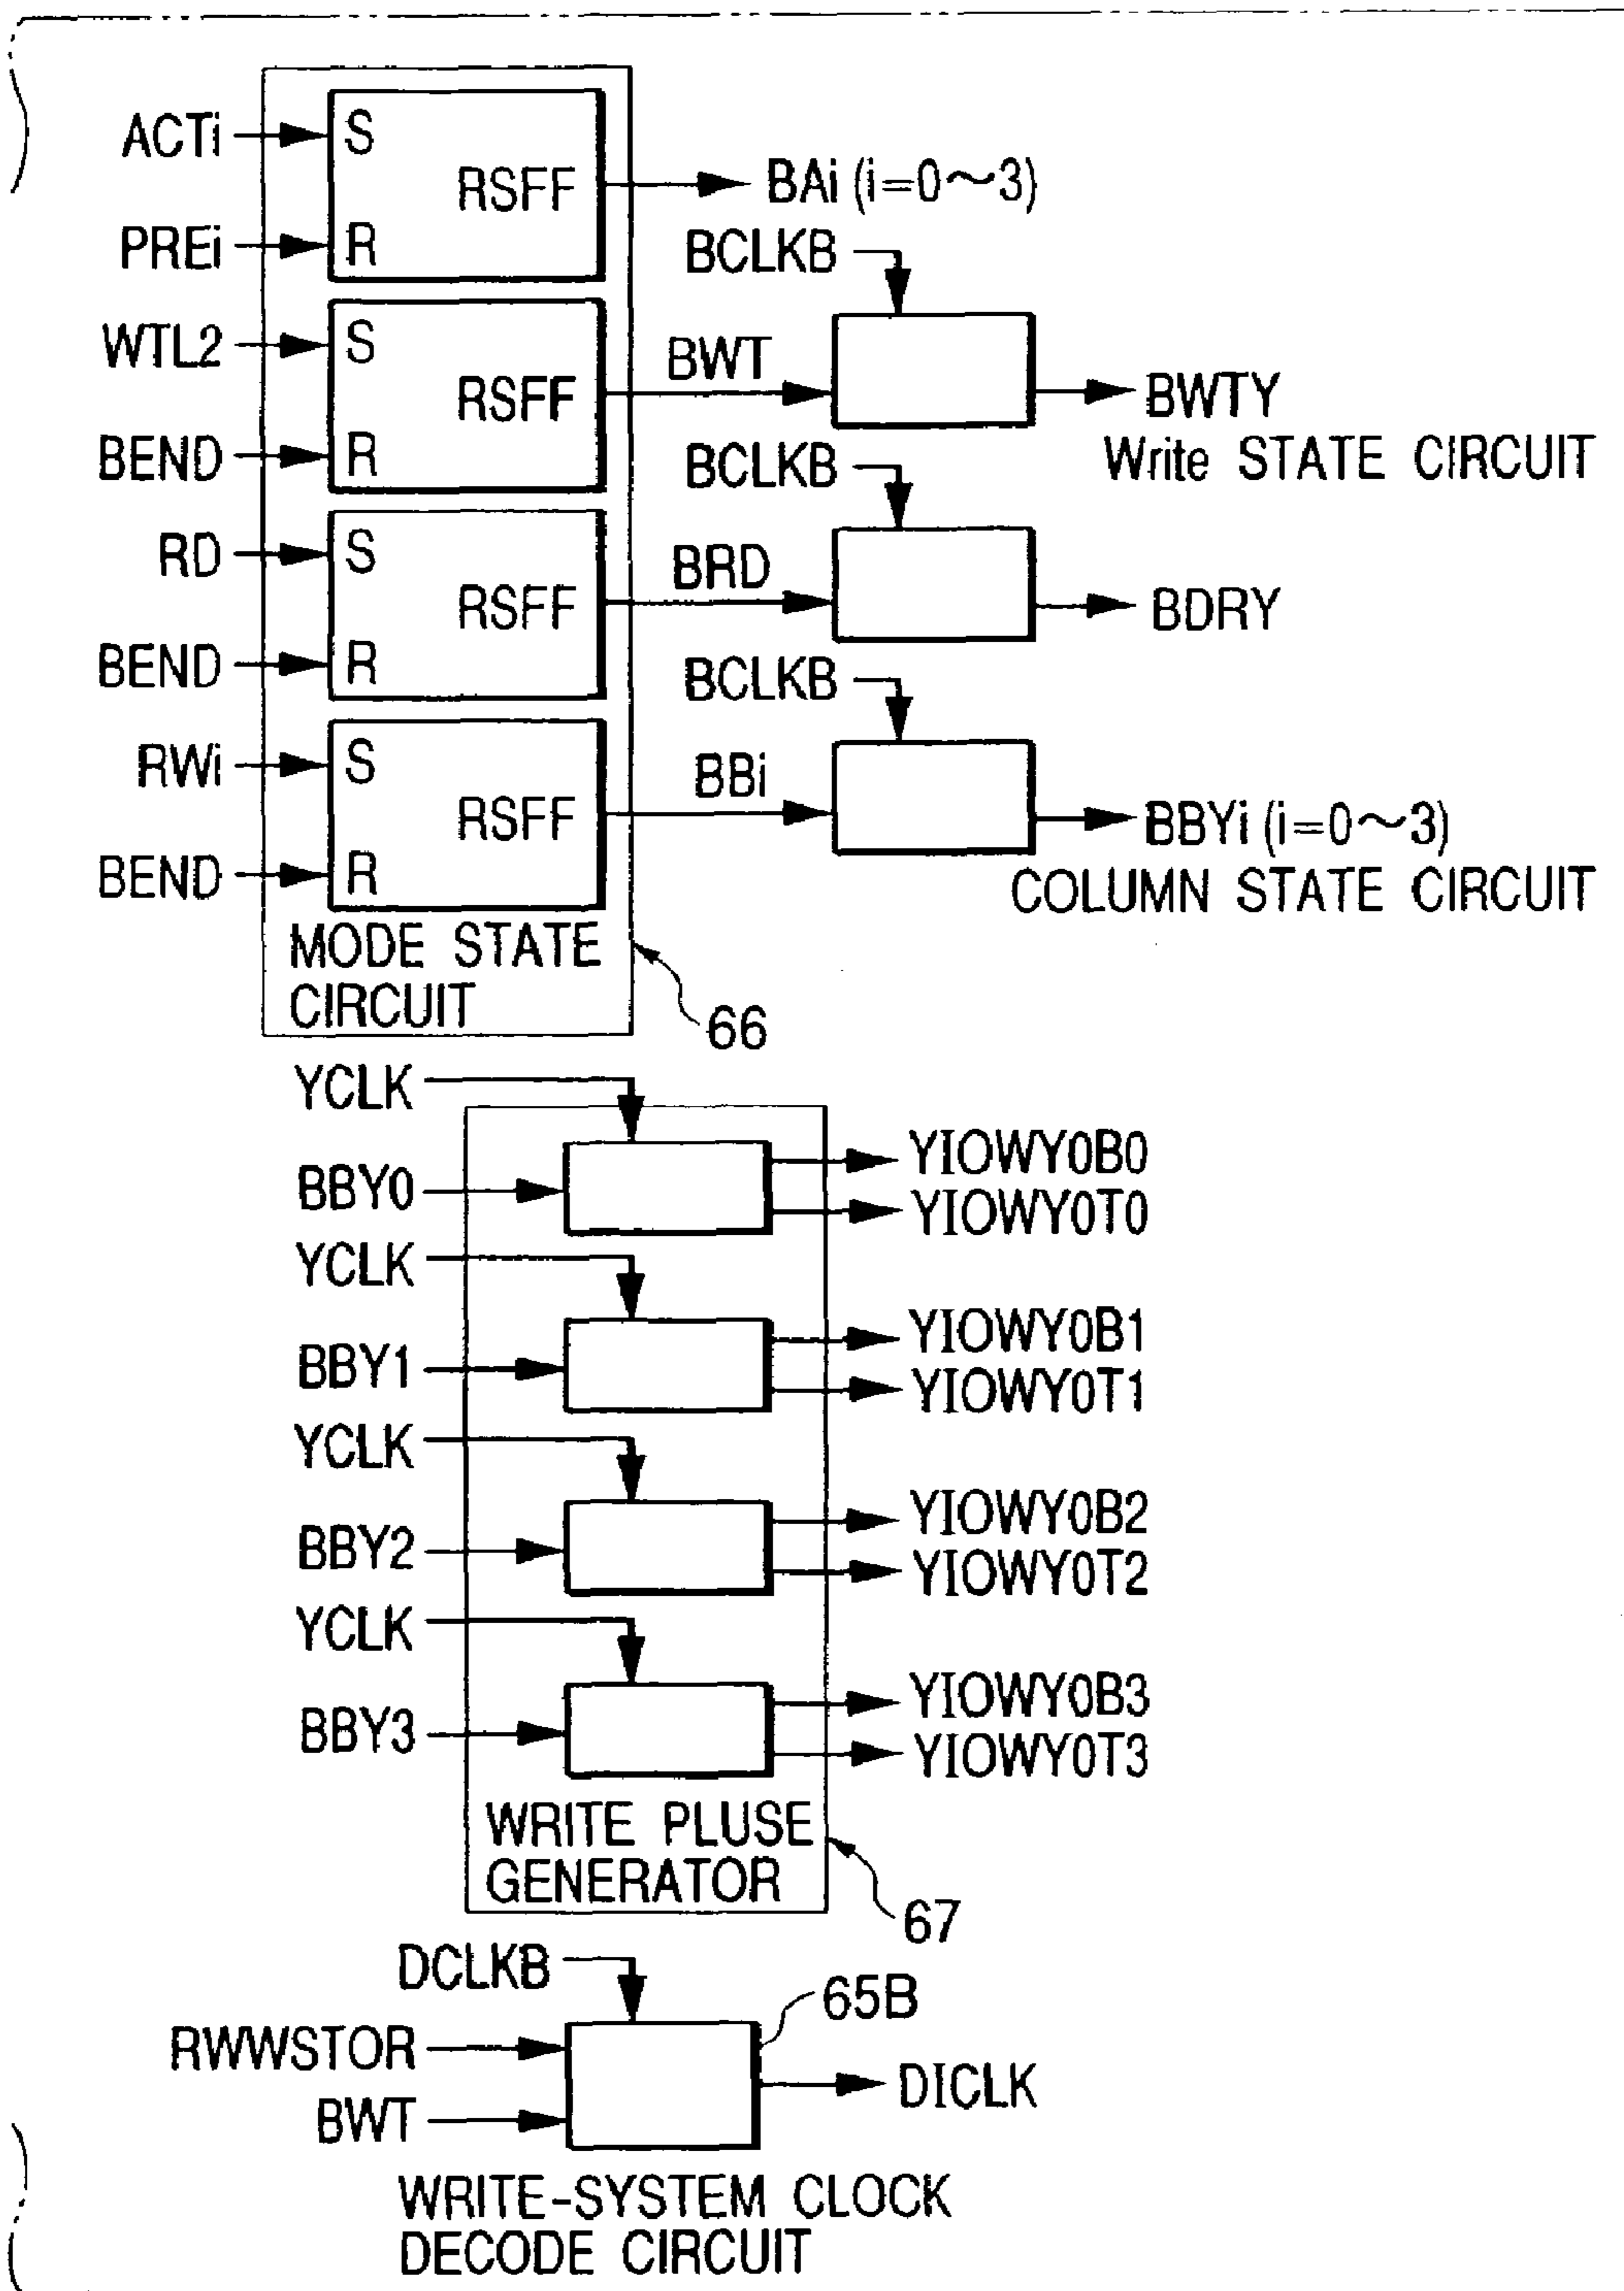 ACTi
S
RSFF
BAi (i=0～3)
PREi
R
BCLKB
WTL2
S
RSFF
BWT
BWTY
Write STATE CIRCUIT
BEND
R
BCLKB
RD
S
RSFF
BRD
BDRY
BEND
R
BCLKB
RWi
S
RSFF
BBi
BBYi (i=0～3)
COLUMN STATE CIRCUIT
BEND
R
MODE STATE
CIRCUIT
66
YCLK
BBY0
YIOWY0B0
YIOWY0T0
YCLK
BBY1
YIOWY0B1
YIOWY0T1
YCLK
BBY2
YIOWY0B2
YIOWY0T2
YCLK
BBY3
YIOWY0B3
YIOWY0T3
WRITE PLUSE
GENERATOR
67
DCLKB
65B
RWWSTOR
BWT
DICLK
WRITE-SYSTEM CLOCK
DECODE CIRCUIT